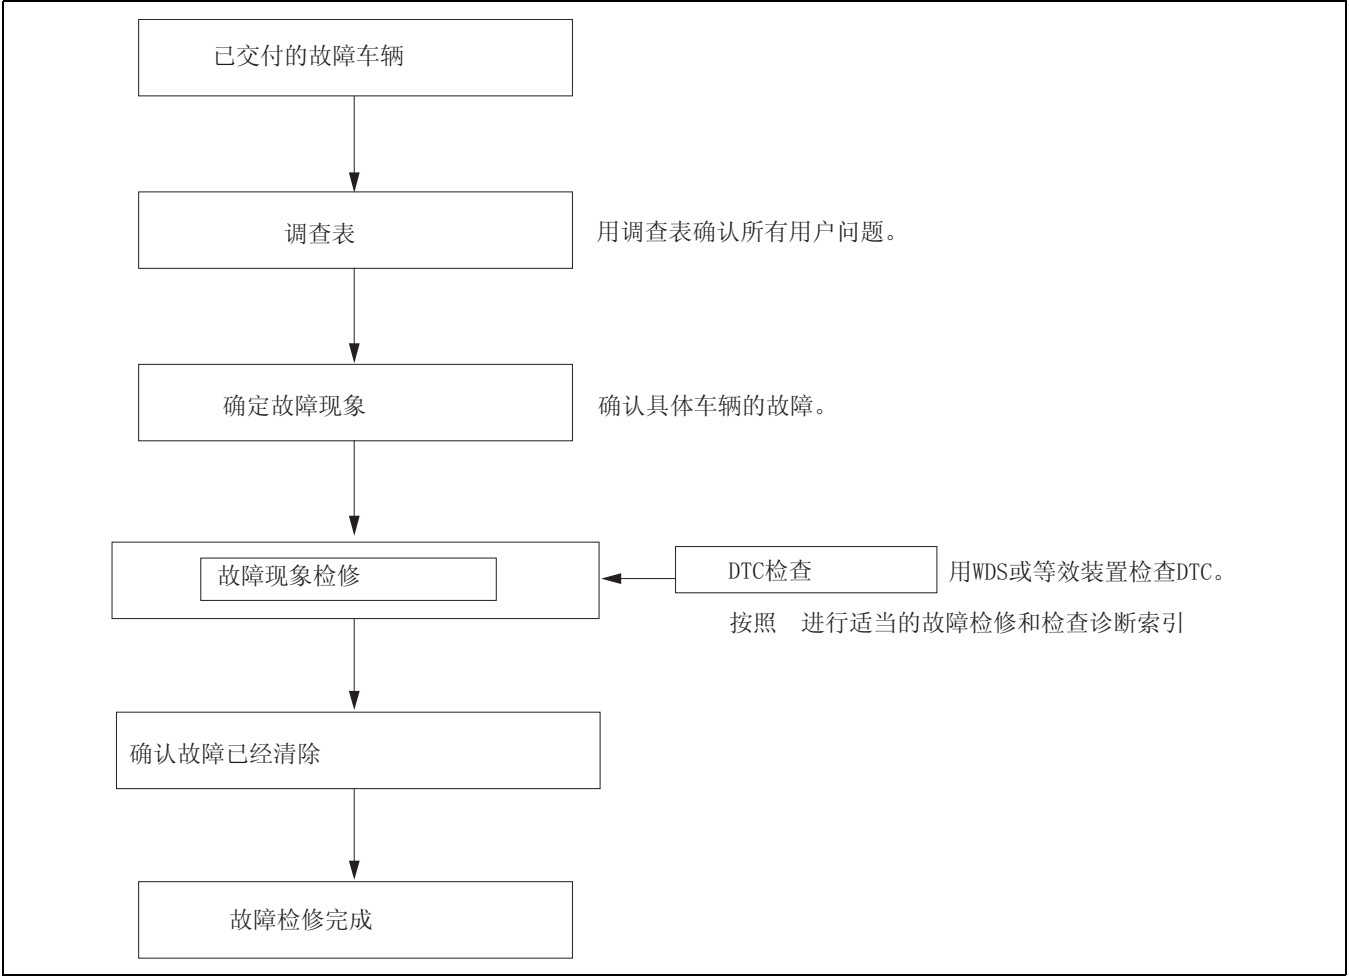 已交付的故障车辆
调查表
用调查表确认所有用户问题。
确定故障现象
确认具体车辆的故障。
故障现象检修
DTC检查
用WDS或等效装置检查DTC。
按照　进行适当的故障检修和检查诊断索引
确认故障已经清除
故障检修完成